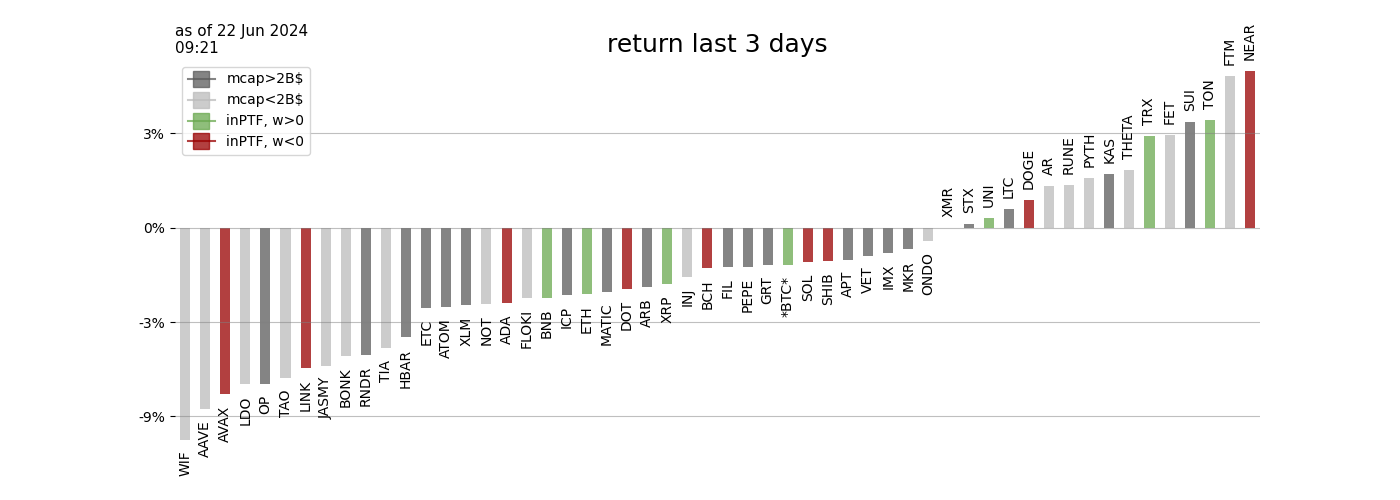 as of 22 Jun 2024
09:21
return last 3 days
mcap>2B$
mcap<2B$
inPTF, w>0
inPTF, w<0
3%
0%
-3%
-9%
WIF
AAVE
AVAX
LDO
OP
TAO
LINK
JASMY
BONK
RNDR
TIA
HBAR
ETC
ATOM
XLM
NOT
ADA
FLOKI
BNB
ICP
ETH
MATIC
DOT
ARB
XRP
INJ
BCH
FIL
PEPE
GRT
*BTC*
SOL
SHIB
APT
VET
IMX
MKR
ONDO
XMR
STX
UNI
LTC
DOGE
AR
RUNE
PYTH
KAS
THETA
TRX
FET
SUI
TON
FTM
NEAR